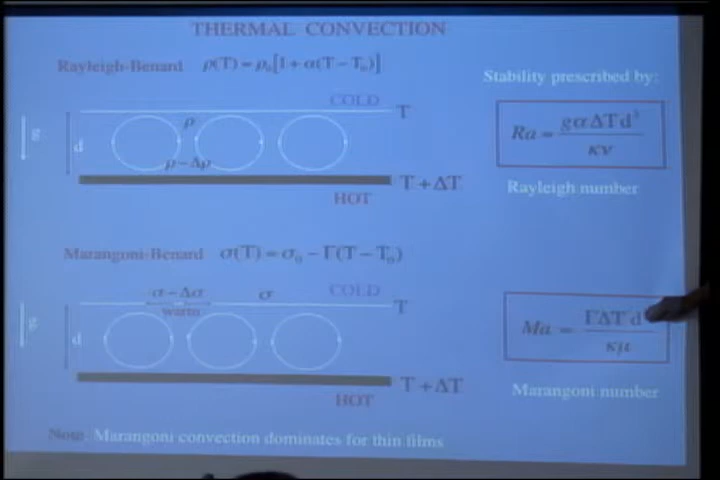 THERMAL CONVECTION
Rayleigh-Benard ρ(T) = ρ₀[1 + α(T − T₀)]
Stability prescribed by:
COLD
T
ρ
g
d
Ra = gαΔTd³ / κν
ρ − Δρ
T + ΔT
HOT
Rayleigh number
Marangoni-Benard σ(T) = σ₀ − Γ(T − T₀)
σ − Δσ
σ
COLD
T
warm
g
d
Ma = ΓΔTd / κμ
T + ΔT
HOT
Marangoni number
Note: Marangoni convection dominates for thin films